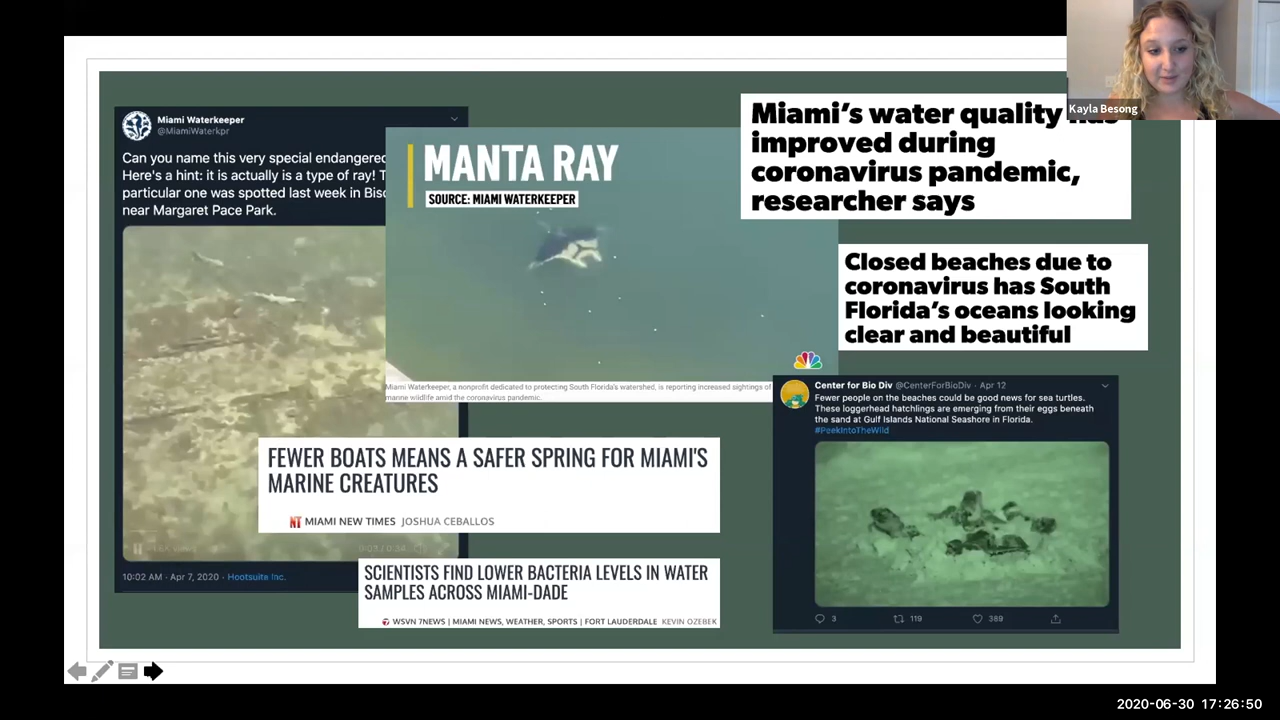 Kayla Besong
Miami Waterkeeper
@MiamiWaterkpr
Can you name this very special endangered
Here's a hint: it is actually is a type of ray! T
particular one was spotted last week in Bisc
near Margaret Pace Park.
10:02 AM · Apr 7, 2020 · Hootsuite Inc.
MANTA RAY
SOURCE: MIAMI WATERKEEPER
Miami Waterkeeper, a nonprofit dedicated to protecting South Florida's watershed, is reporting increased sightings of
marine wildlife amid the coronavirus pandemic.
Miami's water quality has
improved during
coronavirus pandemic,
researcher says
Closed beaches due to
coronavirus has South
Florida's oceans looking
clear and beautiful
FEWER BOATS MEANS A SAFER SPRING FOR MIAMI'S
MARINE CREATURES
NT MIAMI NEW TIMES JOSHUA CEBALLOS
SCIENTISTS FIND LOWER BACTERIA LEVELS IN WATER
SAMPLES ACROSS MIAMI-DADE
7 WSVN 7NEWS | MIAMI NEWS, WEATHER, SPORTS | FORT LAUDERDALE KEVIN OZEBEK
Center for Bio Div @CenterForBioDiv · Apr 12
Fewer people on the beaches could be good news for sea turtles.
These loggerhead hatchlings are emerging from their eggs beneath
the sand at Gulf Islands National Seashore in Florida.
#PeekIntoTheWild
3 119 389
2020-06-30 17:26:50